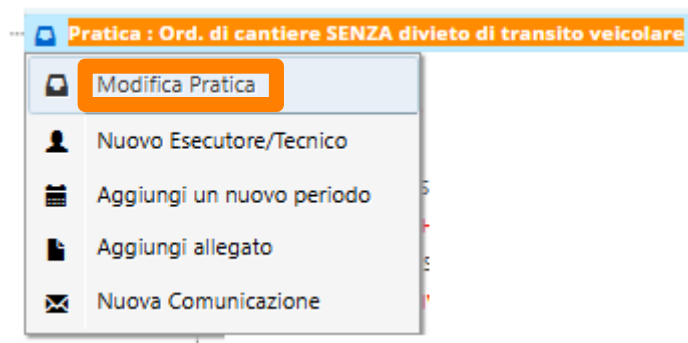 Pratica : Ord. di cantiere SENZA divieto di transito veicolare
Modifica Pratica
Nuovo Esecutore/Tecnico
Aggiungi un nuovo periodo
Aggiungi allegato
Nuova Comunicazione